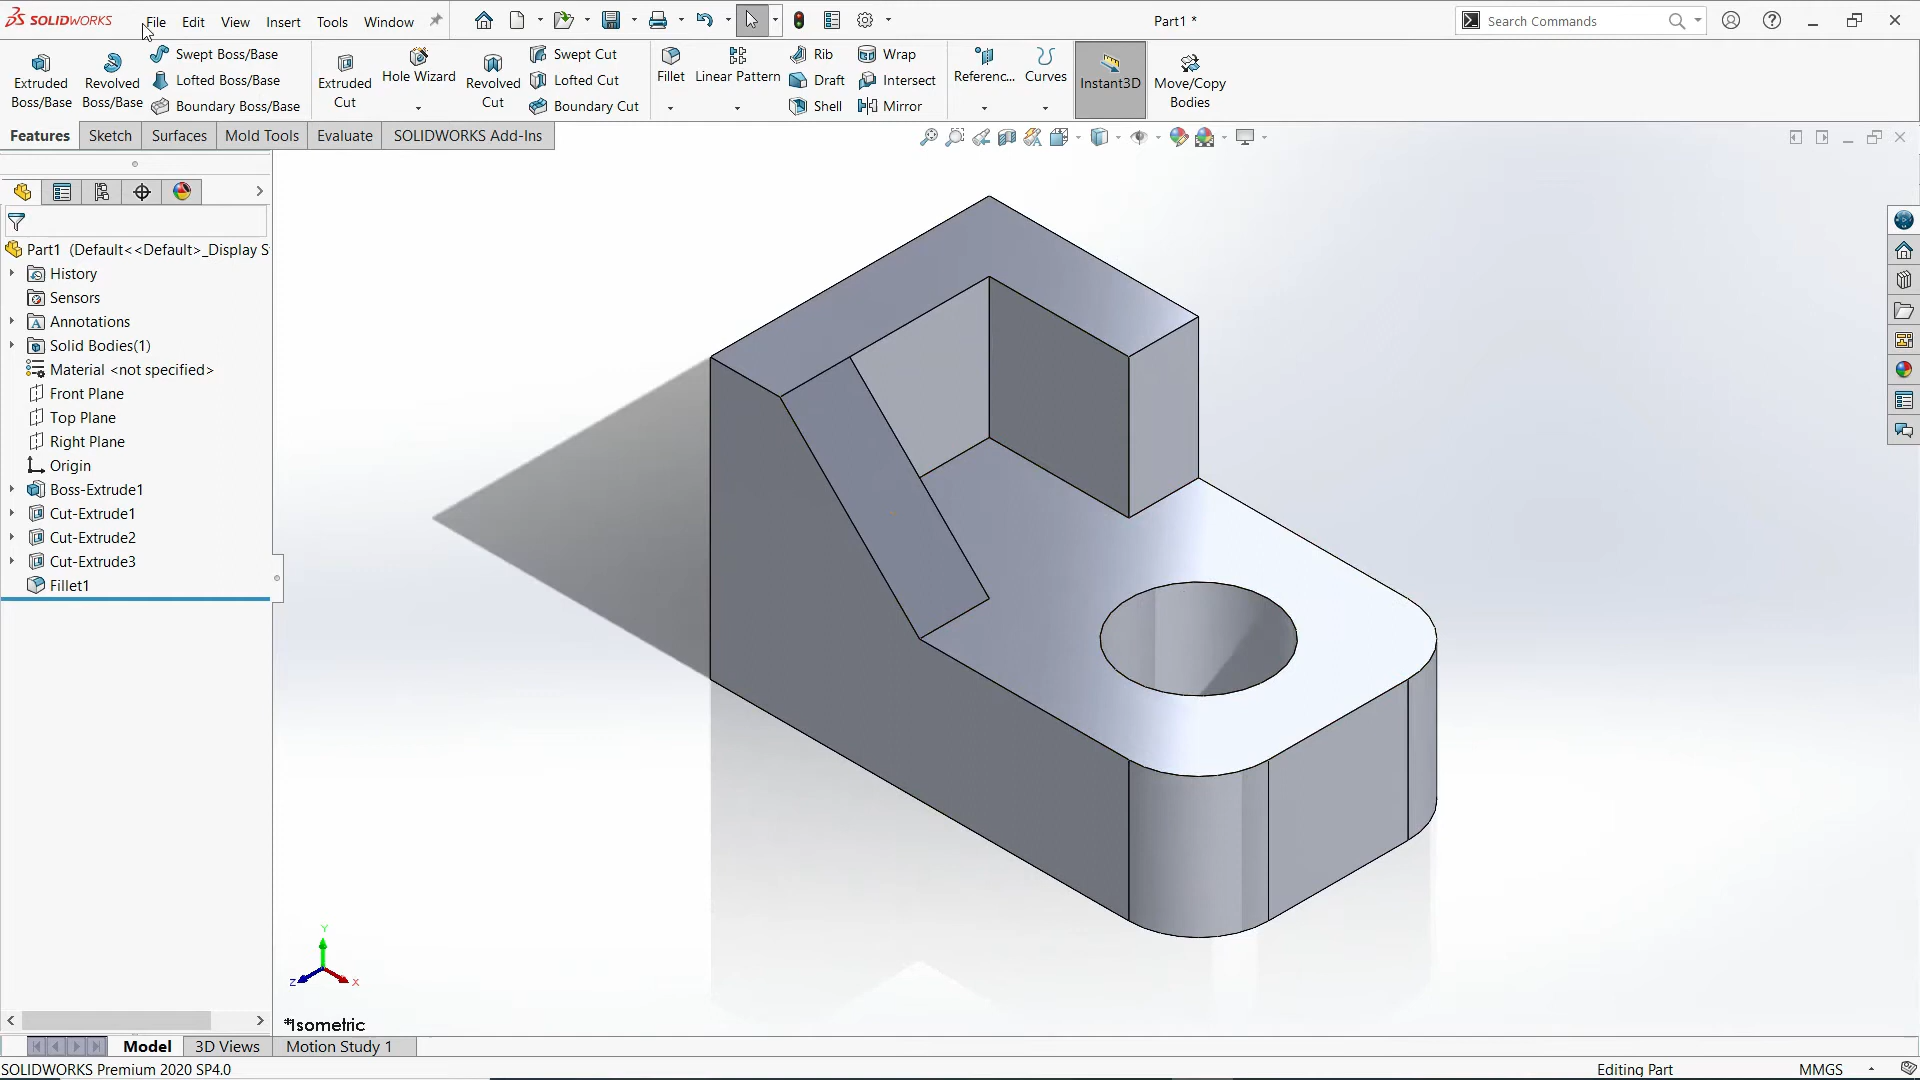 SOLIDWORKS File Edit View Insert Tools Window Part1 * Search Commands
Extruded Boss/Base
Revolved Boss/Base
Swept Boss/Base
Lofted Boss/Base
Boundary Boss/Base
Extruded Cut
Hole Wizard
Revolved Cut
Swept Cut
Lofted Cut
Boundary Cut
Fillet
Linear Pattern
Rib
Draft
Shell
Wrap
Intersect
Mirror
Referenc...
Curves
Instant3D
Move/Copy Bodies
Features Sketch Surfaces Mold Tools Evaluate SOLIDWORKS Add-Ins
Part1 (Default<<Default>_Display S
History
Sensors
Annotations
Solid Bodies(1)
Material <not specified>
Front Plane
Top Plane
Right Plane
Origin
Boss-Extrude1
Cut-Extrude1
Cut-Extrude2
Cut-Extrude3
Fillet1
Y
Z X
*Isometric
Model 3D Views Motion Study 1
SOLIDWORKS Premium 2020 SP4.0 Editing Part MMGS